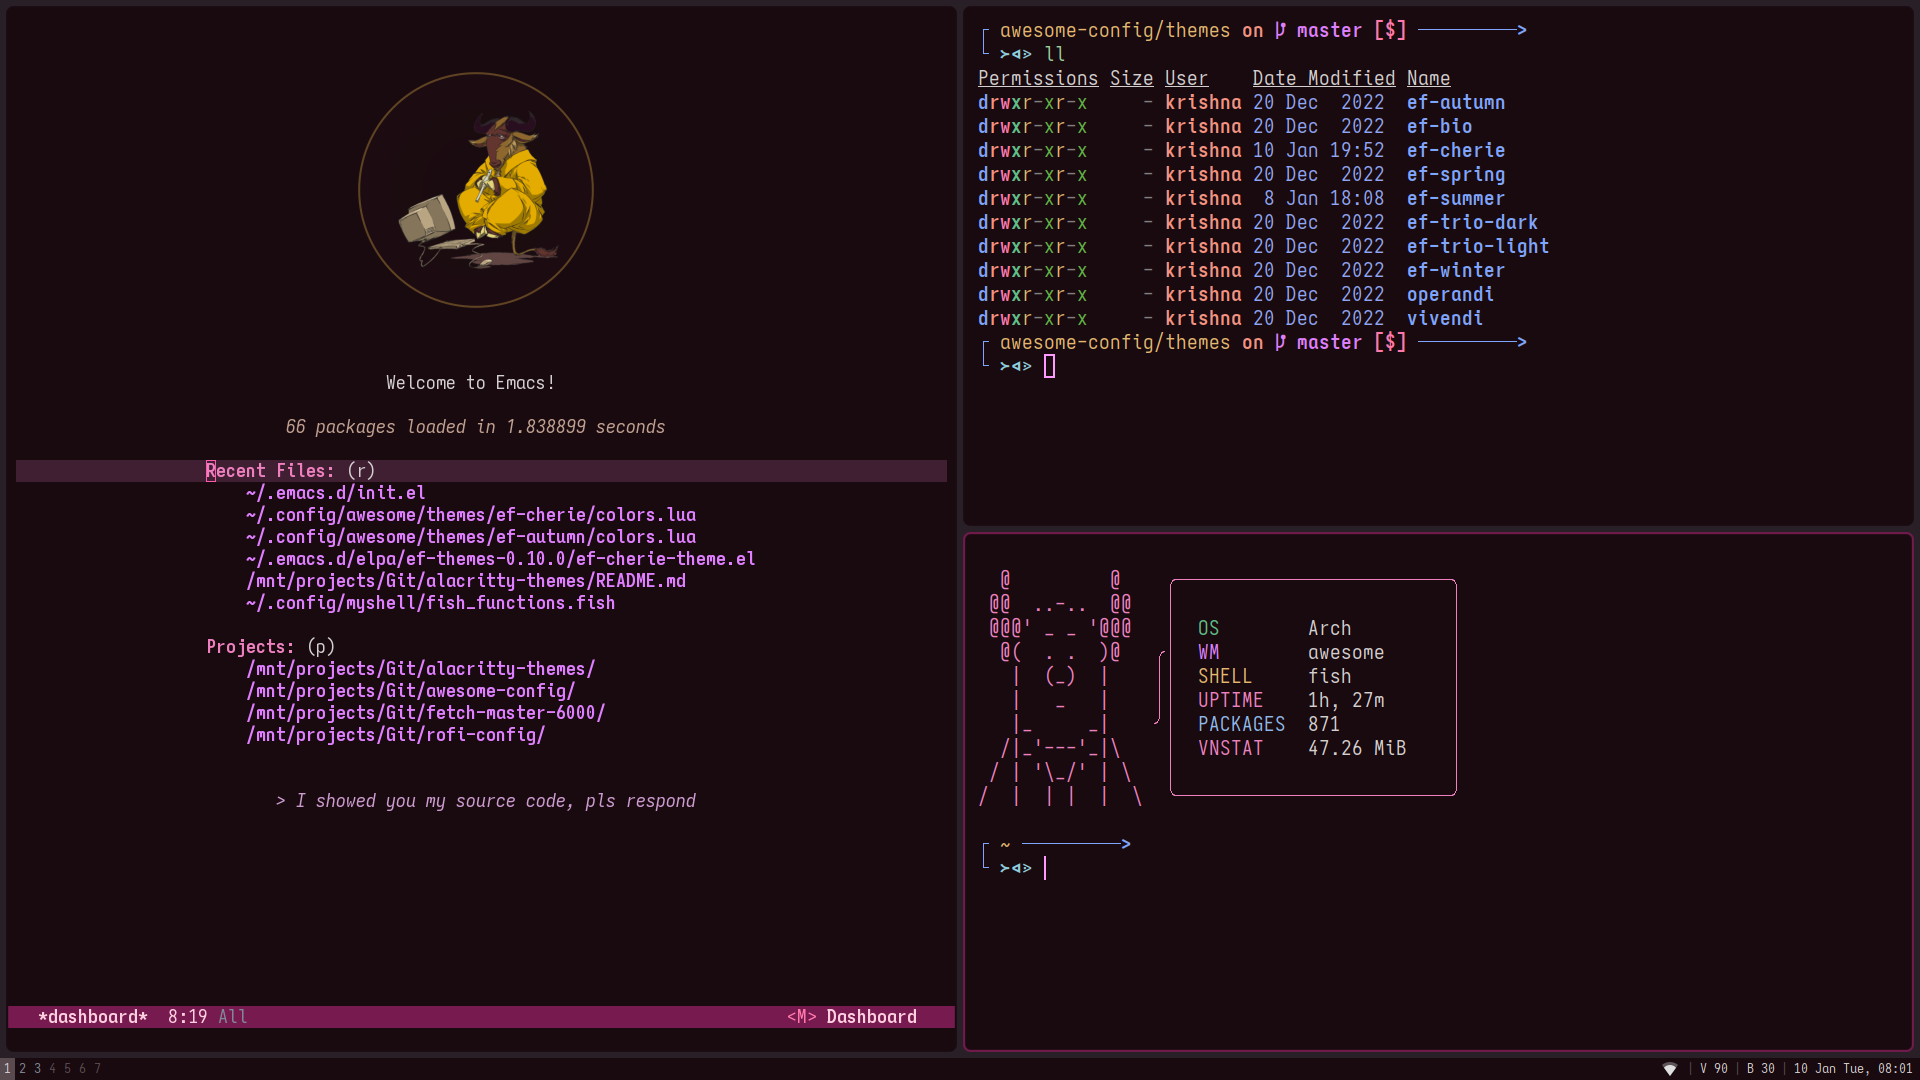 Welcome to Emacs!
66 packages loaded in 1.838899 seconds
Recent Files: (r)
~/.emacs.d/init.el
~/.config/awesome/themes/ef-cherie/colors.lua
~/.config/awesome/themes/ef-autumn/colors.lua
~/.emacs.d/elpa/ef-themes-0.10.0/ef-cherie-theme.el
/mnt/projects/Git/alacritty-themes/README.md
~/.config/myshell/fish_functions.fish
Projects: (p)
/mnt/projects/Git/alacritty-themes/
/mnt/projects/Git/awesome-config/
/mnt/projects/Git/fetch-master-6000/
/mnt/projects/Git/rofi-config/
> I showed you my source code, pls respond
*dashboard* 8:19 All <M> Dashboard
awesome-config/themes on master [$] >
ll
Permissions Size User Date Modified Name
drwxr-xr-x - krishna 20 Dec 2022 ef-autumn
drwxr-xr-x - krishna 20 Dec 2022 ef-bio
drwxr-xr-x - krishna 10 Jan 19:52 ef-cherie
drwxr-xr-x - krishna 20 Dec 2022 ef-spring
drwxr-xr-x - krishna 8 Jan 18:08 ef-summer
drwxr-xr-x - krishna 20 Dec 2022 ef-trio-dark
drwxr-xr-x - krishna 20 Dec 2022 ef-trio-light
drwxr-xr-x - krishna 20 Dec 2022 ef-winter
drwxr-xr-x - krishna 20 Dec 2022 operandi
drwxr-xr-x - krishna 20 Dec 2022 vivendi
awesome-config/themes on master [$] >
OS Arch
WM awesome
SHELL fish
UPTIME 1h, 27m
PACKAGES 871
VNSTAT 47.26 MiB
~ >
1 2 3 4 5 6 7
V 90 | B 30 | 10 Jan Tue, 08:01